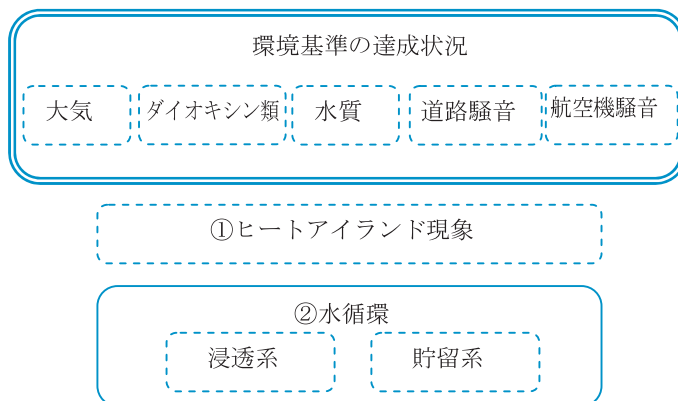 環境基準の達成状況
大気 ダイオキシン類 水質 道路騒音 航空機騒音
①ヒートアイランド現象
②水循環
浸透系 貯留系